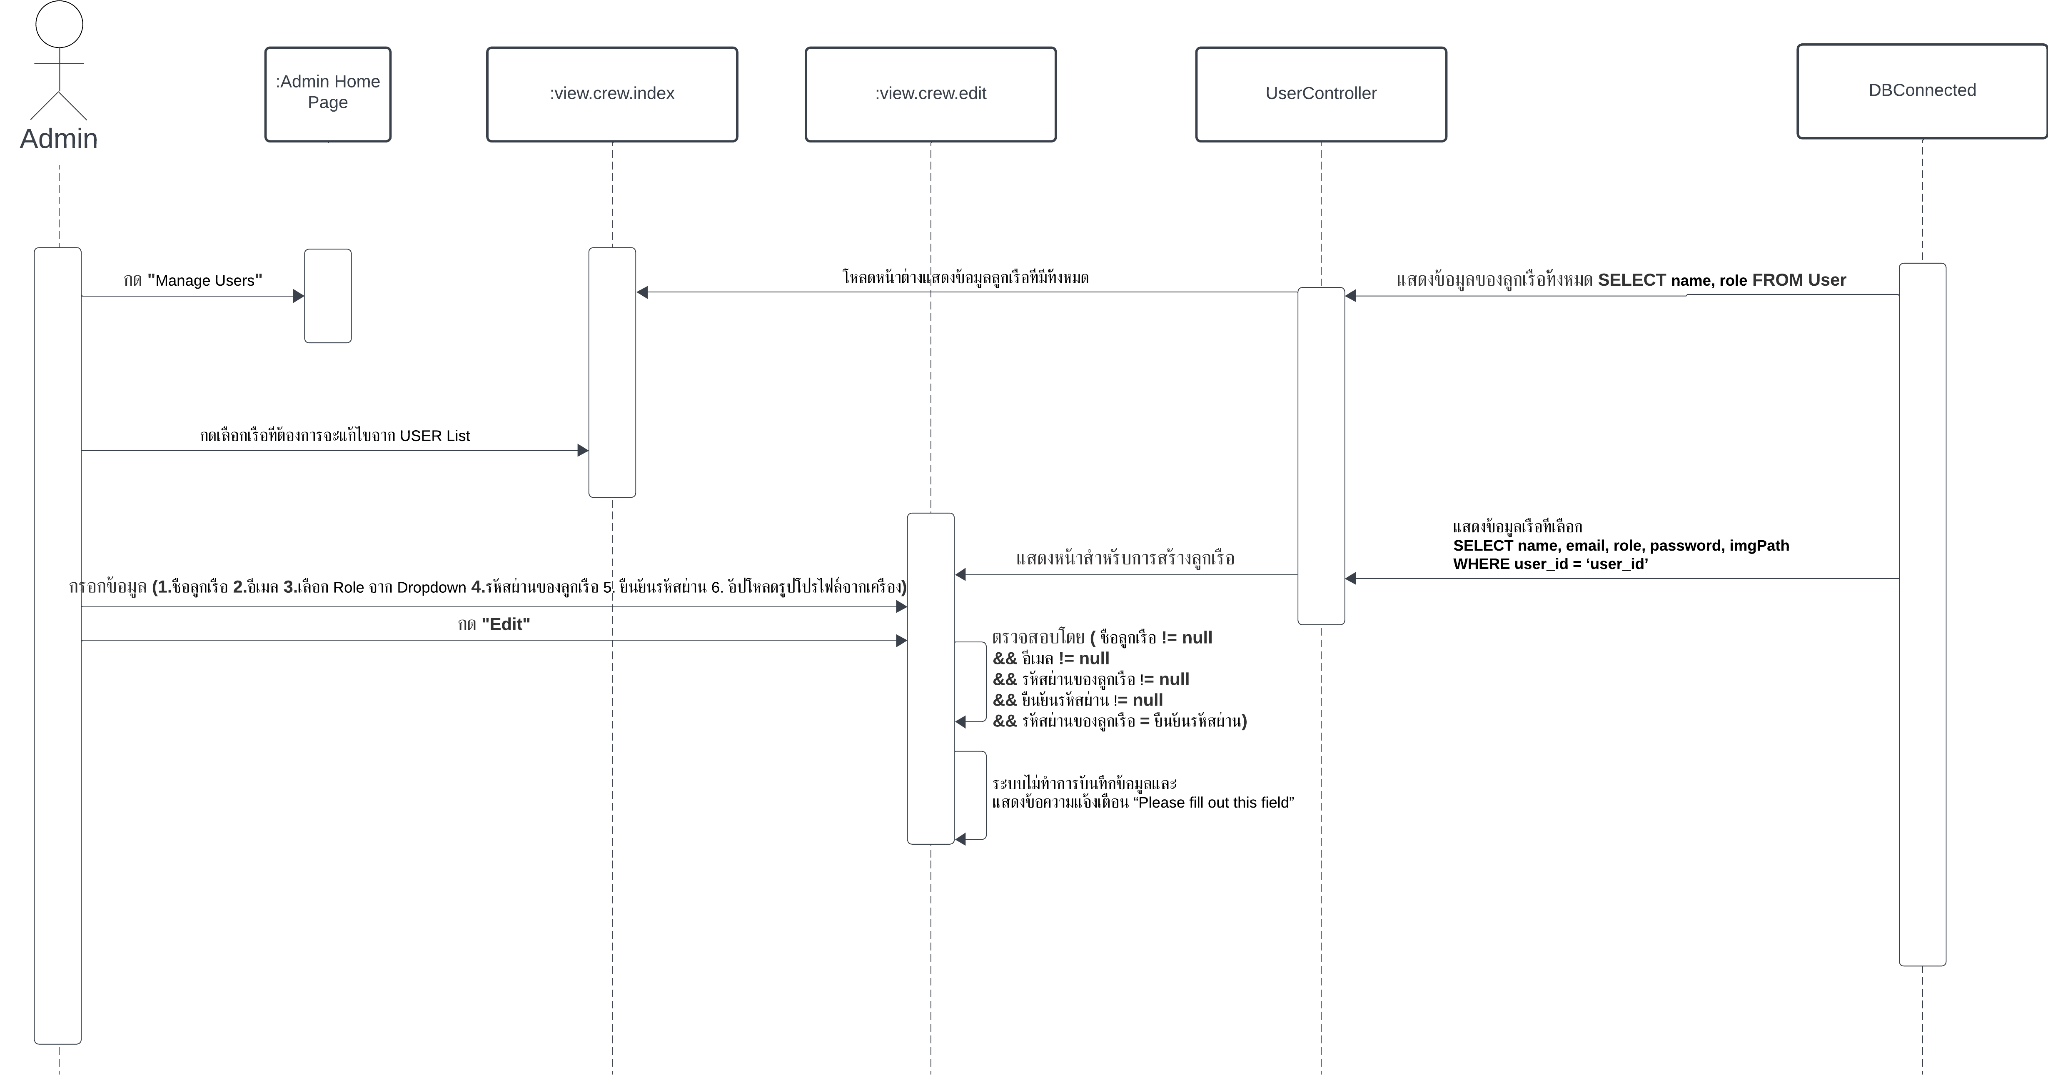 Admin
:Admin Home
Page
:view.crew.index
:view.crew.edit
UserController
DBConnected
กด "Manage Users"
โหลดหน้าต่างแสดงข้อมูลลูกเรือที่มีทั้งหมด
แสดงข้อมูลของลูกเรือทั้งหมด SELECT name, role FROM User
กดเลือกเรือที่ต้องการจะแก้ไขจาก USER List
แสดงข้อมูลเรือที่เลือก
SELECT name, email, role, password, imgPath
WHERE user_id = ‘user_id’
แสดงหน้าสำหรับการสร้างลูกเรือ
กรอกข้อมูล (1.ชื่อลูกเรือ 2.อีเมล 3.เลือก Role จาก Dropdown 4.รหัสผ่านของลูกเรือ 5. ยืนยันรหัสผ่าน 6. อัปโหลดรูปโปรไฟล์จากเครื่อง)
กด "Edit"
ตรวจสอบโดย ( ชื่อลูกเรือ != null
&& อีเมล != null
&& รหัสผ่านของลูกเรือ != null
&& ยืนยันรหัสผ่าน != null
&& รหัสผ่านของลูกเรือ = ยืนยันรหัสผ่าน)
ระบบไม่ทำการบันทึกข้อมูลและ
แสดงข้อความแจ้งเตือน “Please fill out this field”